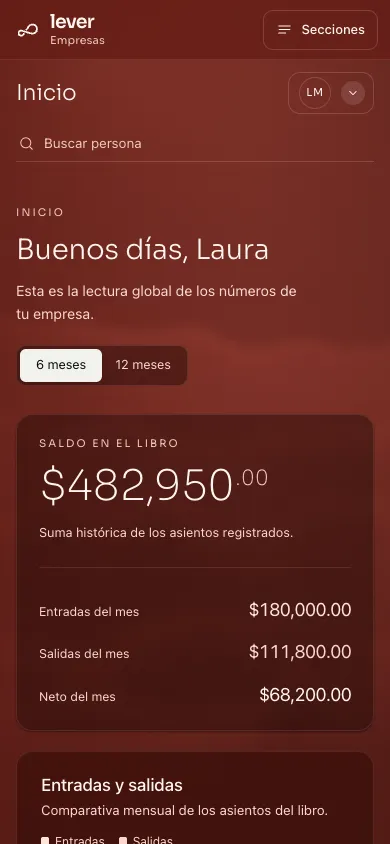 lever
Empresas
Secciones
Inicio
LM
Buscar persona
INICIO
Buenos días, Laura
Esta es la lectura global de los números de
tu empresa.
6 meses
12 meses
SALDO EN EL LIBRO
$482,950.00
Suma histórica de los asientos registrados.
Entradas del mes
$180,000.00
Salidas del mes
$111,800.00
Neto del mes
$68,200.00
Entradas y salidas
Comparativa mensual de los asientos del libro.
Entradas
Salidas